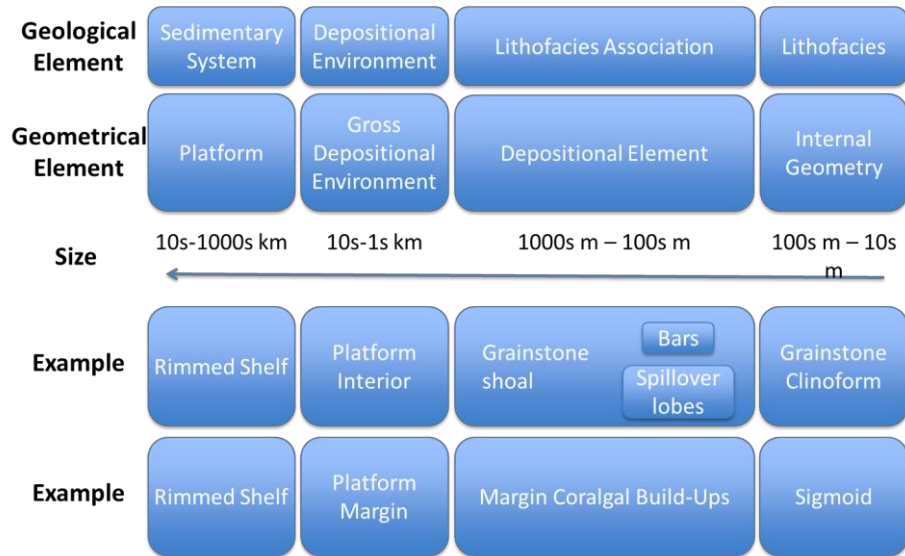 Geological
Element
Sedimentary
System
Depositional
Environment
Lithofacies Association
Lithofacies
Geometrical
Element
Platform
Gross
Depositional
Environment
Depositional Element
Internal
Geometry
Size
10s-1000s km
10s-1s km
1000s m – 100s m
100s m – 10s
m
Example
Rimmed Shelf
Platform
Interior
Grainstone
shoal
Bars
Spillover
lobes
Grainstone
Clinoform
Example
Rimmed Shelf
Platform
Margin
Margin Coralgal Build-Ups
Sigmoid